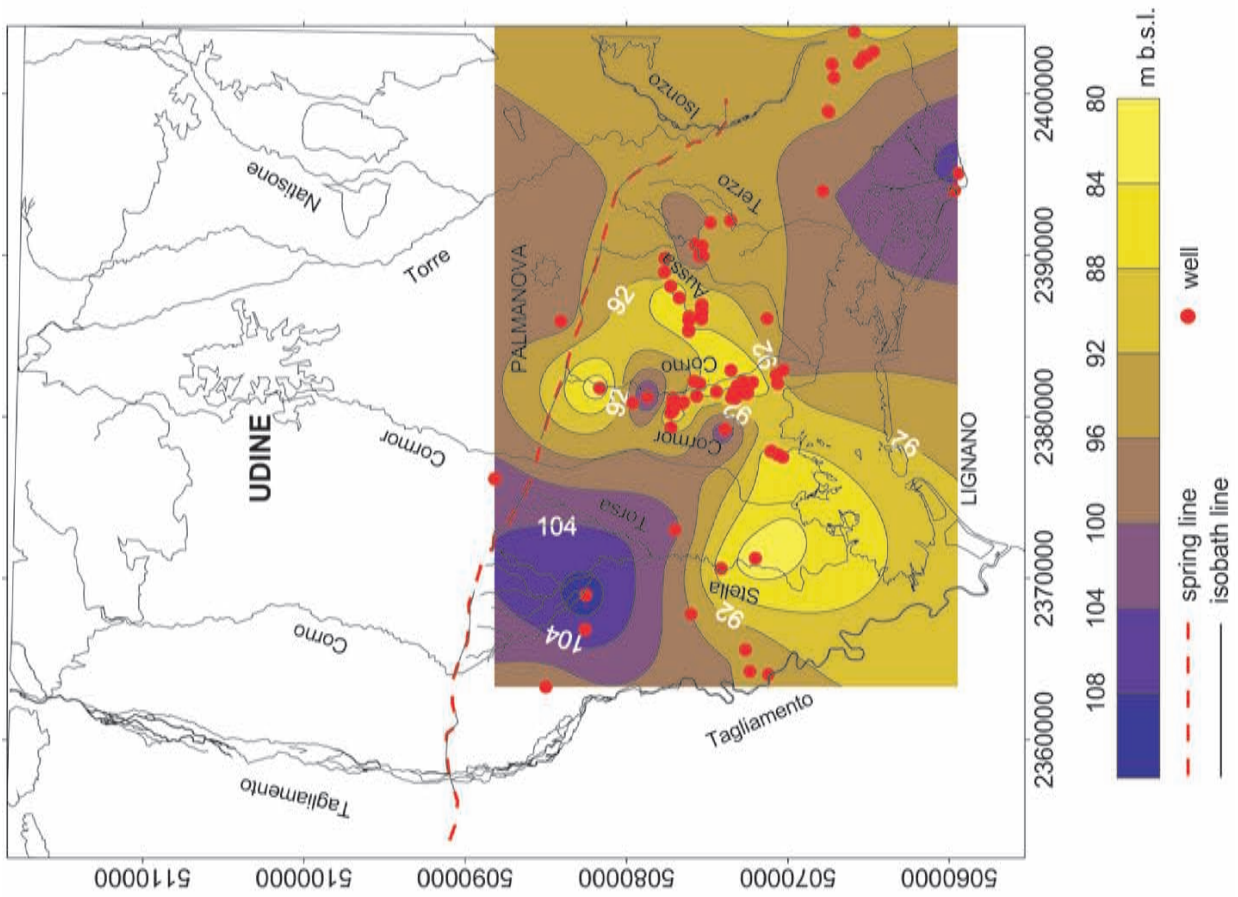 UDINE
PALMANOVA
LIGNANO
Natisone
Torre
Isonzo
Terzo
Aussa
Corno
Cormor
Cormor
Torsa
Stella
Corno
Tagliamento
Tagliamento
92
92
92
92
92
92
104
104
5110000
5100000
5090000
5080000
5070000
5060000
2360000
2370000
2380000
2390000
2400000
108
104
100
96
92
88
84
80
m b.s.l.
spring line
isobath line
well